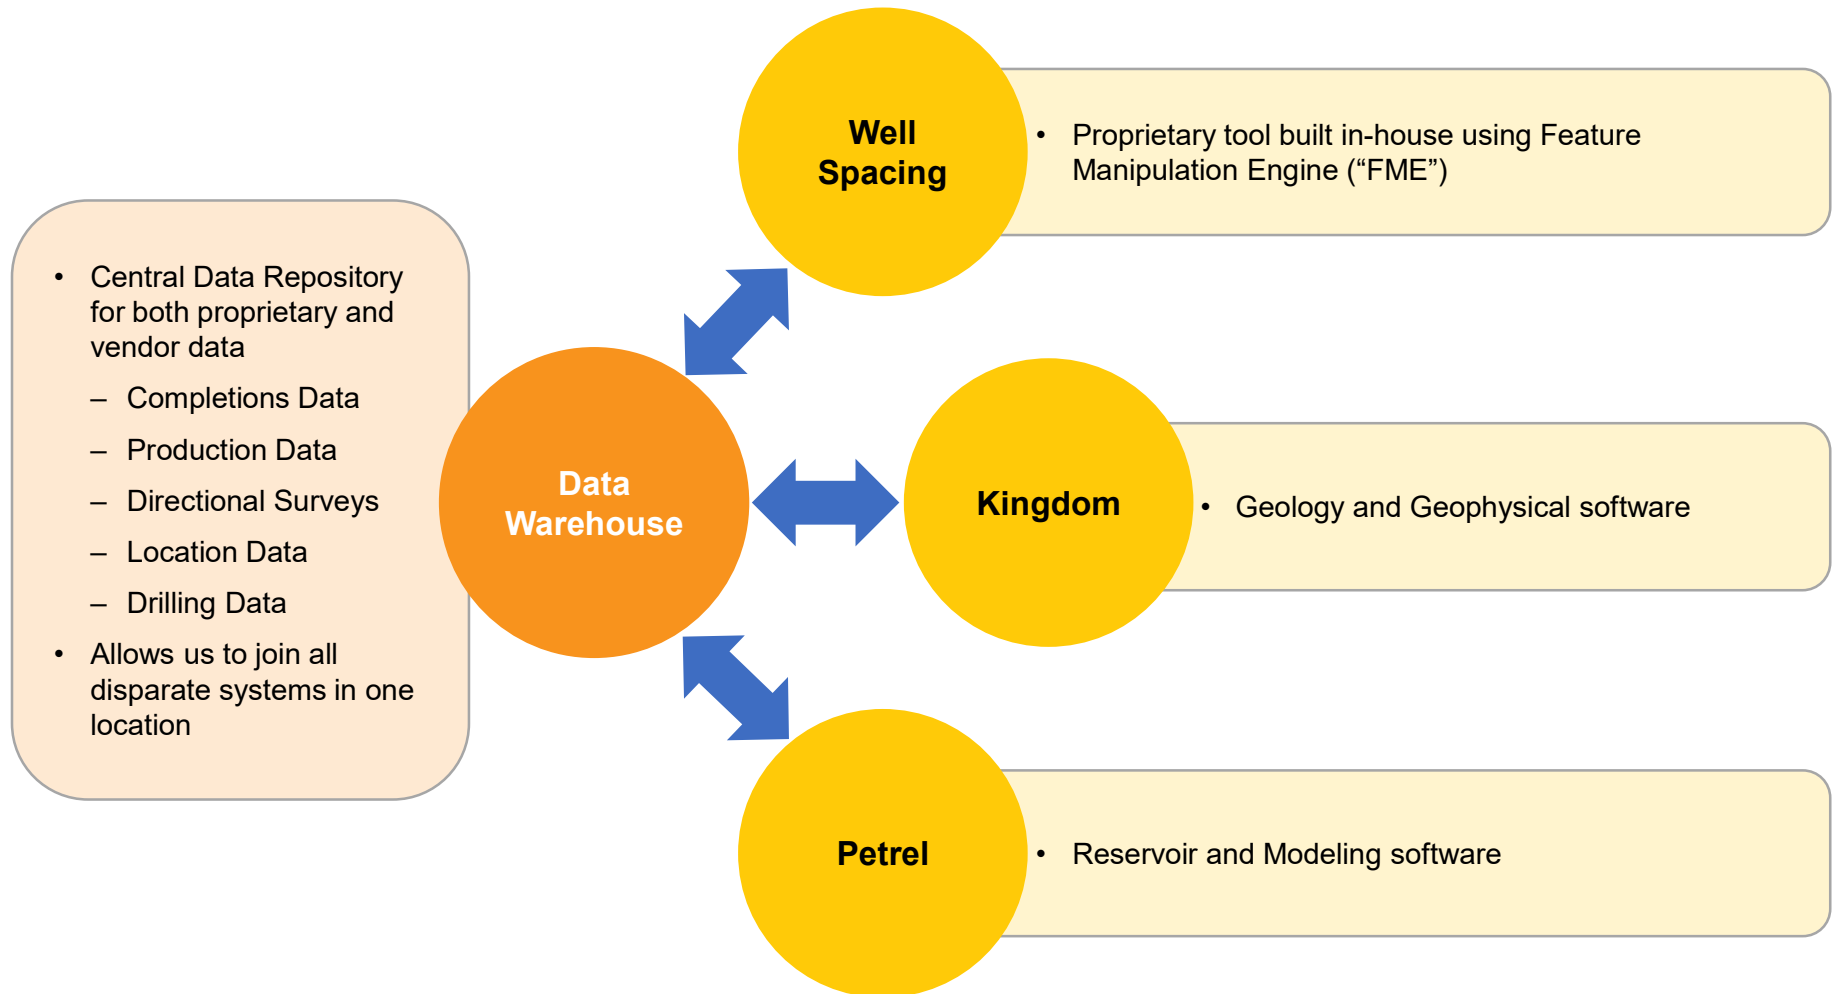 • Central Data Repository
for both proprietary and
vendor data
– Completions Data
– Production Data
– Directional Surveys
– Location Data
– Drilling Data
• Allows us to join all
disparate systems in one
location
Data
Warehouse
Well
Spacing
• Proprietary tool built in-house using Feature
Manipulation Engine (“FME”)
Kingdom
• Geology and Geophysical software
Petrel
• Reservoir and Modeling software